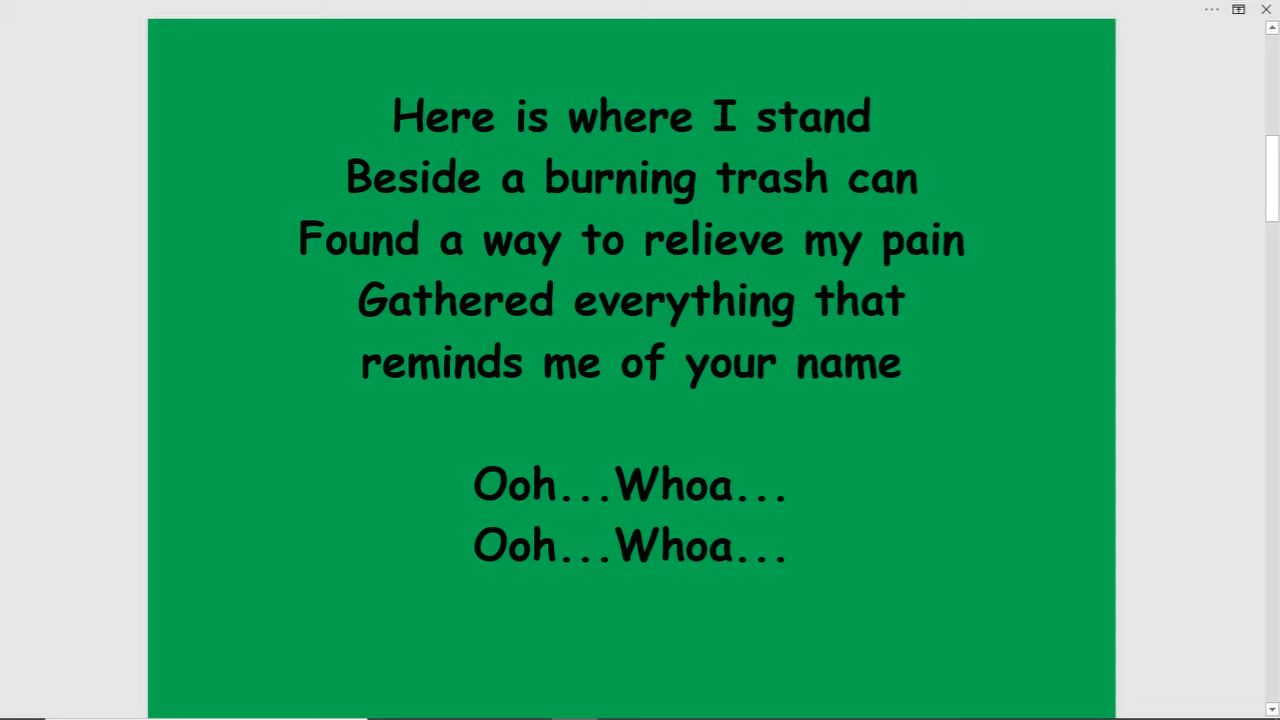 Here is where I stand
Beside a burning trash can
Found a way to relieve my pain
Gathered everything that
reminds me of your name
Ooh...Whoa...
Ooh...Whoa...